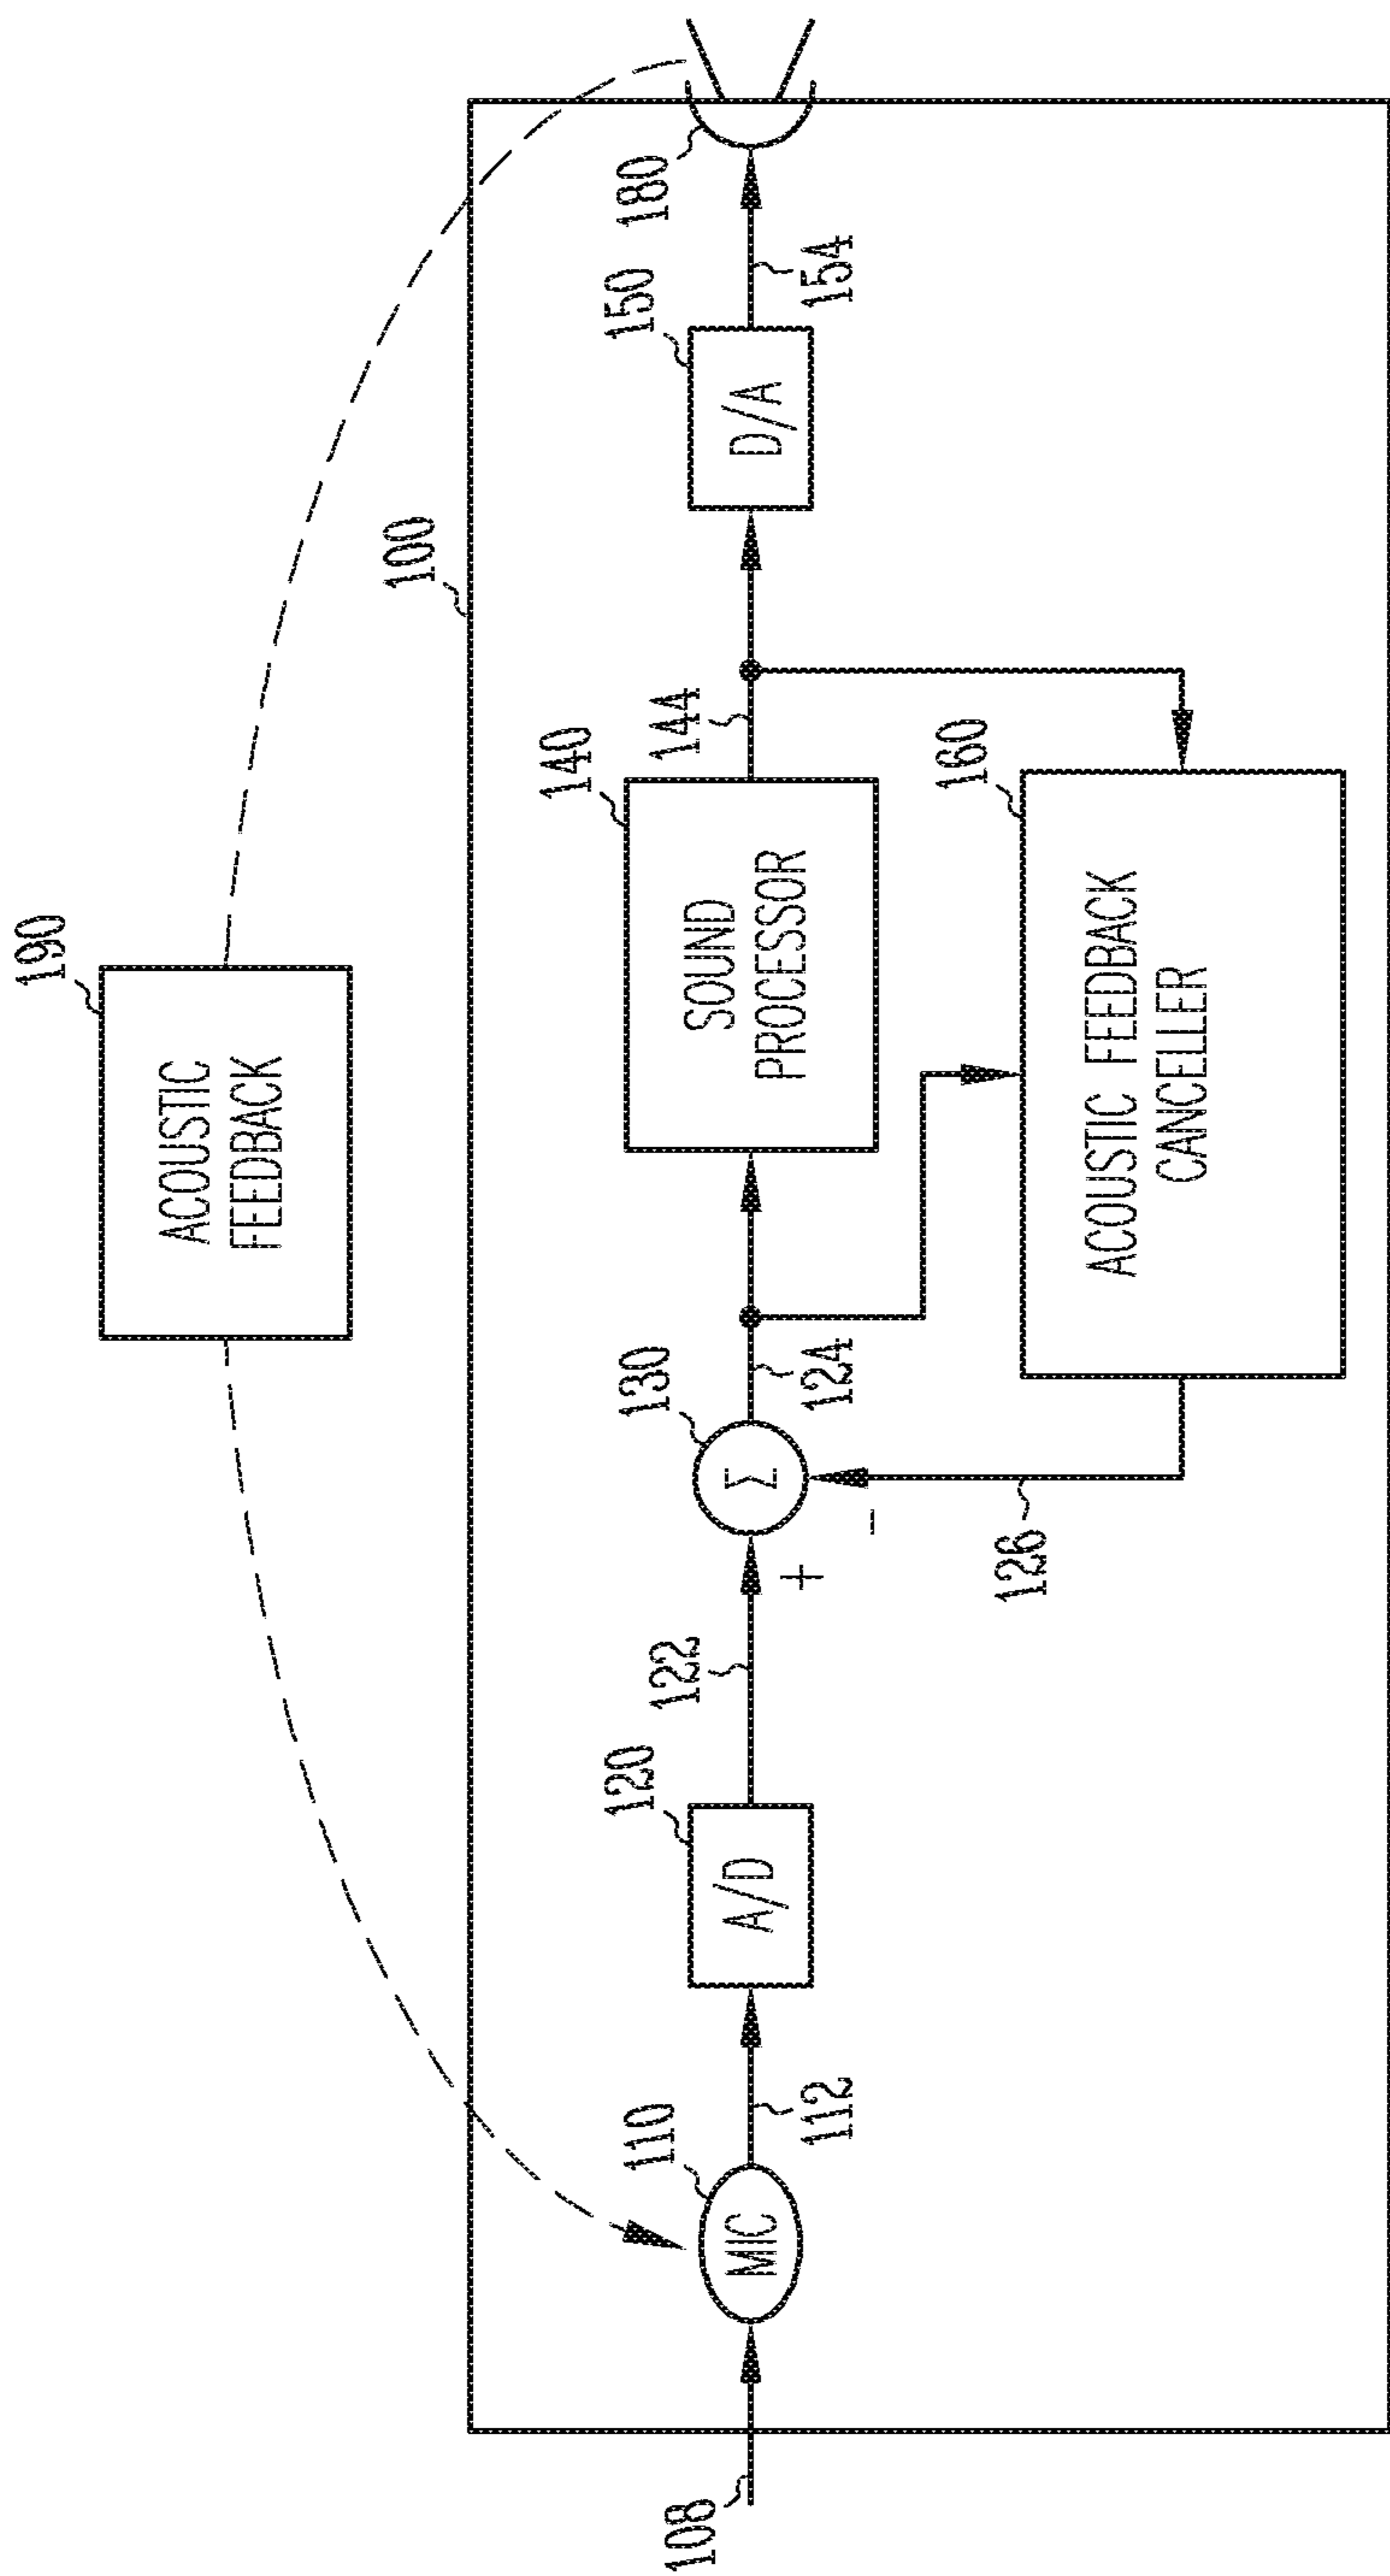 190
ACOUSTIC
FEEDBACK
100
108
110
MIC
112
120
A/D
122
+
-
130
Σ
124
126
140
SOUND
PROCESSOR
144
160
ACOUSTIC FEEDBACK
CANCELLER
150
D/A
154
180